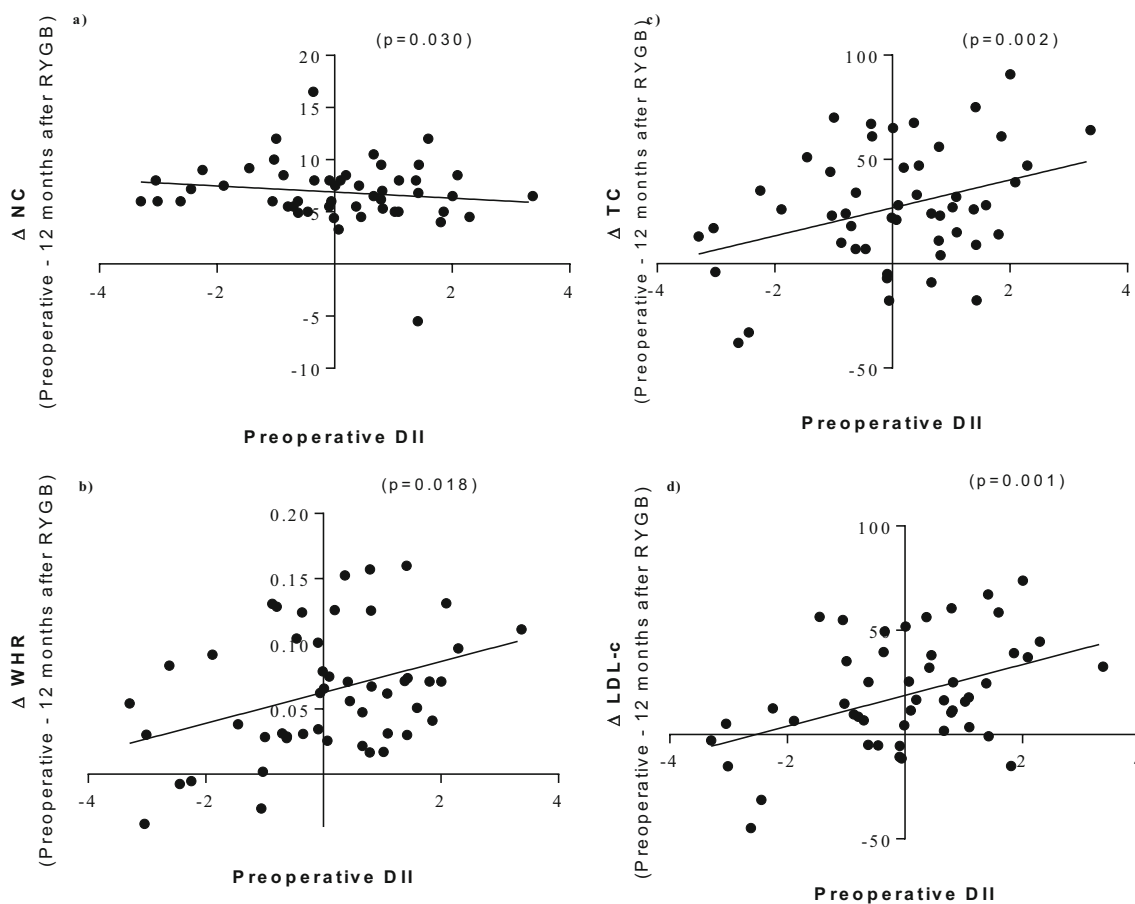 a)
(p=0.030)
Δ NC
(Preoperative - 12 months after RYGB)
20
15
10
5
-5
-10
-4
-2
0
2
4
Preoperative DII
c)
(p=0.002)
Δ TC
(Preoperative - 12 months after RYGB)
100
50
-50
-4
-2
0
2
4
Preoperative DII
b)
(p=0.018)
Δ WHR
(Preoperative - 12 months after RYGB)
0.20
0.15
0.10
0.05
-4
-2
0
2
4
Preoperative DII
d)
(p=0.001)
Δ LDL-c
(Preoperative - 12 months after RYGB)
100
50
-50
-4
-2
0
2
4
Preoperative DII